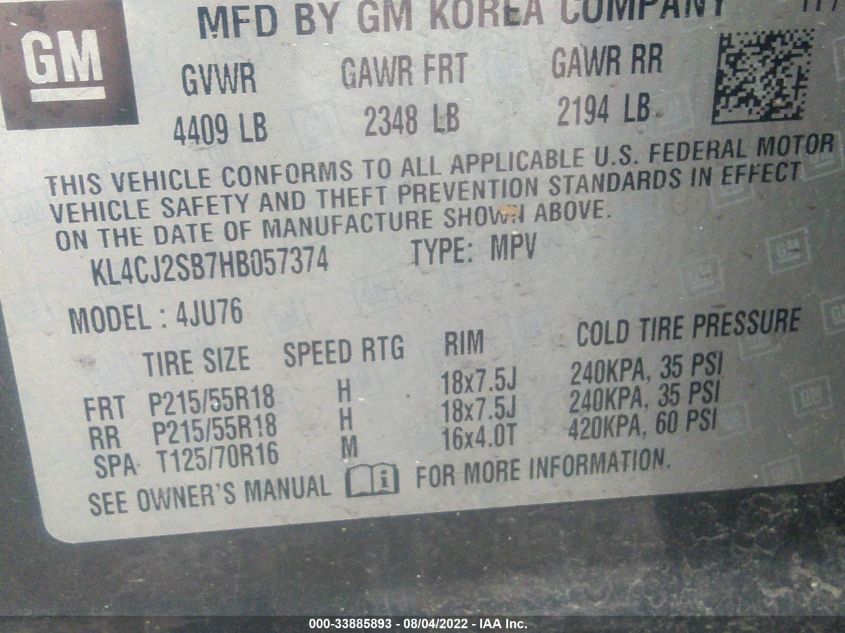 GM
MFD BY GM KOREA COMPANY
GVWR GAWR FRT GAWR RR
4409 LB 2348 LB 2194 LB
THIS VEHICLE CONFORMS TO ALL APPLICABLE U.S. FEDERAL MOTOR
VEHICLE SAFETY AND THEFT PREVENTION STANDARDS IN EFFECT
ON THE DATE OF MANUFACTURE SHOWN ABOVE.
KL4CJ2SB7HB057374 TYPE: MPV
MODEL : 4JU76
TIRE SIZE SPEED RTG RIM COLD TIRE PRESSURE
FRT P215/55R18 H 18x7.5J 240KPA, 35 PSI
RR P215/55R18 H 18x7.5J 240KPA, 35 PSI
SPA T125/70R16 M 16x4.0T 420KPA, 60 PSI
SEE OWNER'S MANUAL i FOR MORE INFORMATION.
000-33885893 - 08/04/2022 - IAA Inc.